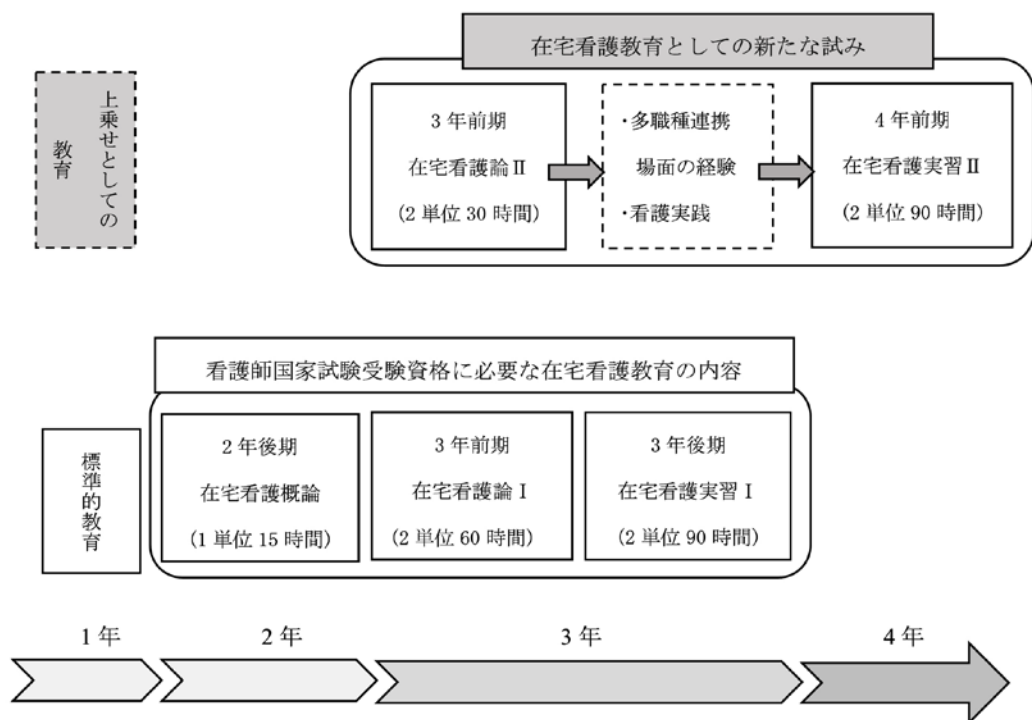 在宅看護教育としての新たな試み
上乗せとしての
教育
3年前期
在宅看護論Ⅱ
(2単位30時間)
・多職種連携
場面の経験
・看護実践
4年前期
在宅看護実習Ⅱ
(2単位90時間)
看護師国家試験受験資格に必要な在宅看護教育の内容
標準的教育
2年後期
在宅看護概論
(1単位15時間)
3年前期
在宅看護論Ⅰ
(2単位60時間)
3年後期
在宅看護実習Ⅰ
(2単位90時間)
1年
2年
3年
4年